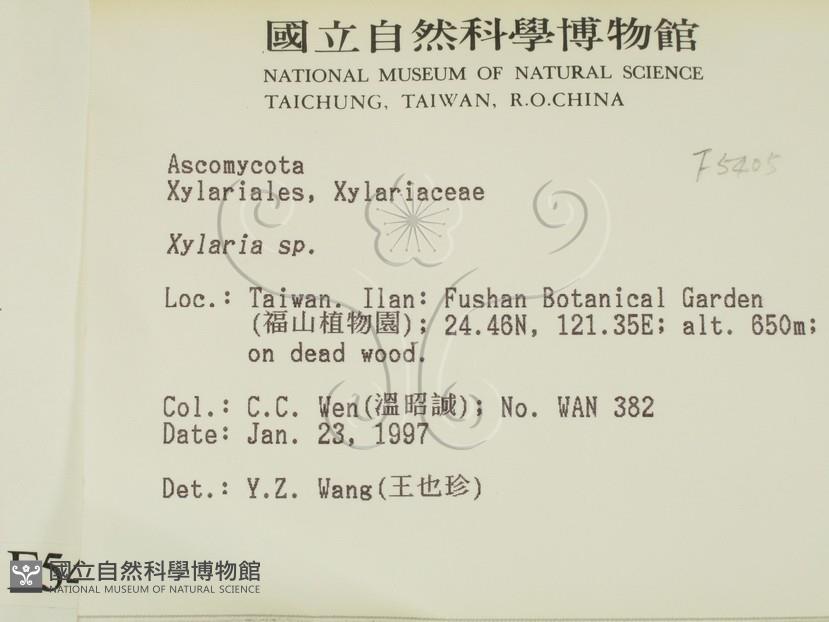 國立自然科學博物館
NATIONAL MUSEUM OF NATURAL SCIENCE
TAICHUNG, TAIWAN, R.O.CHINA
F5405
Ascomycota
Xylariales, Xylariaceae
Xylaria sp.
Loc.: Taiwan. Ilan: Fushan Botanical Garden
(福山植物園); 24.46N, 121.35E; alt. 650m;
on dead wood.
Col.: C.C. Wen(溫昭誠); No. WAN 382
Date: Jan. 23, 1997
Det.: Y.Z. Wang(王也珍)
F5
國立自然科學博物館
NATIONAL MUSEUM OF NATURAL SCIENCE